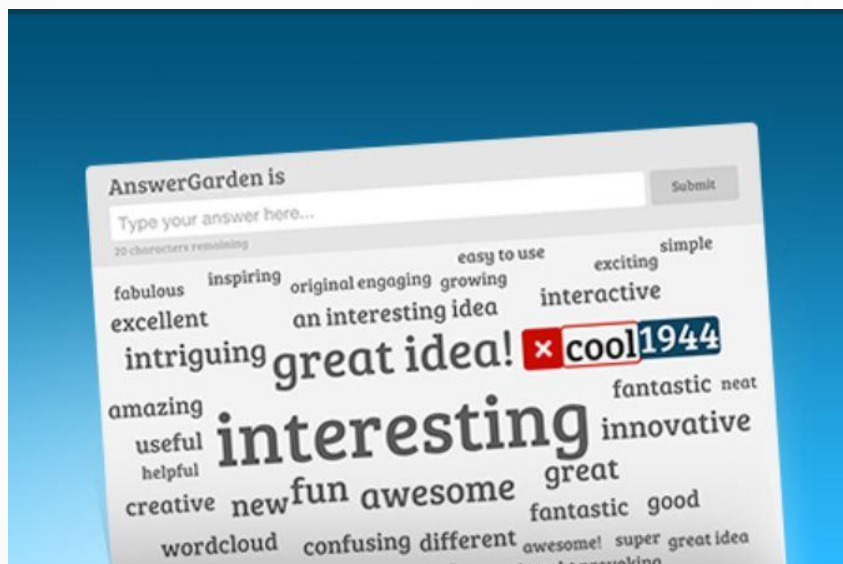 AnswerGarden is
Type your answer here...
Submit
20 characters remaining
easy to use
simple
fabulous inspiring original engaging growing exciting
excellent an interesting idea interactive
intriguing great idea! × cool 1944
amazing fantastic neat
useful interesting innovative
helpful great
creative new fun awesome
fantastic good
wordcloud confusing different awesome! super great idea